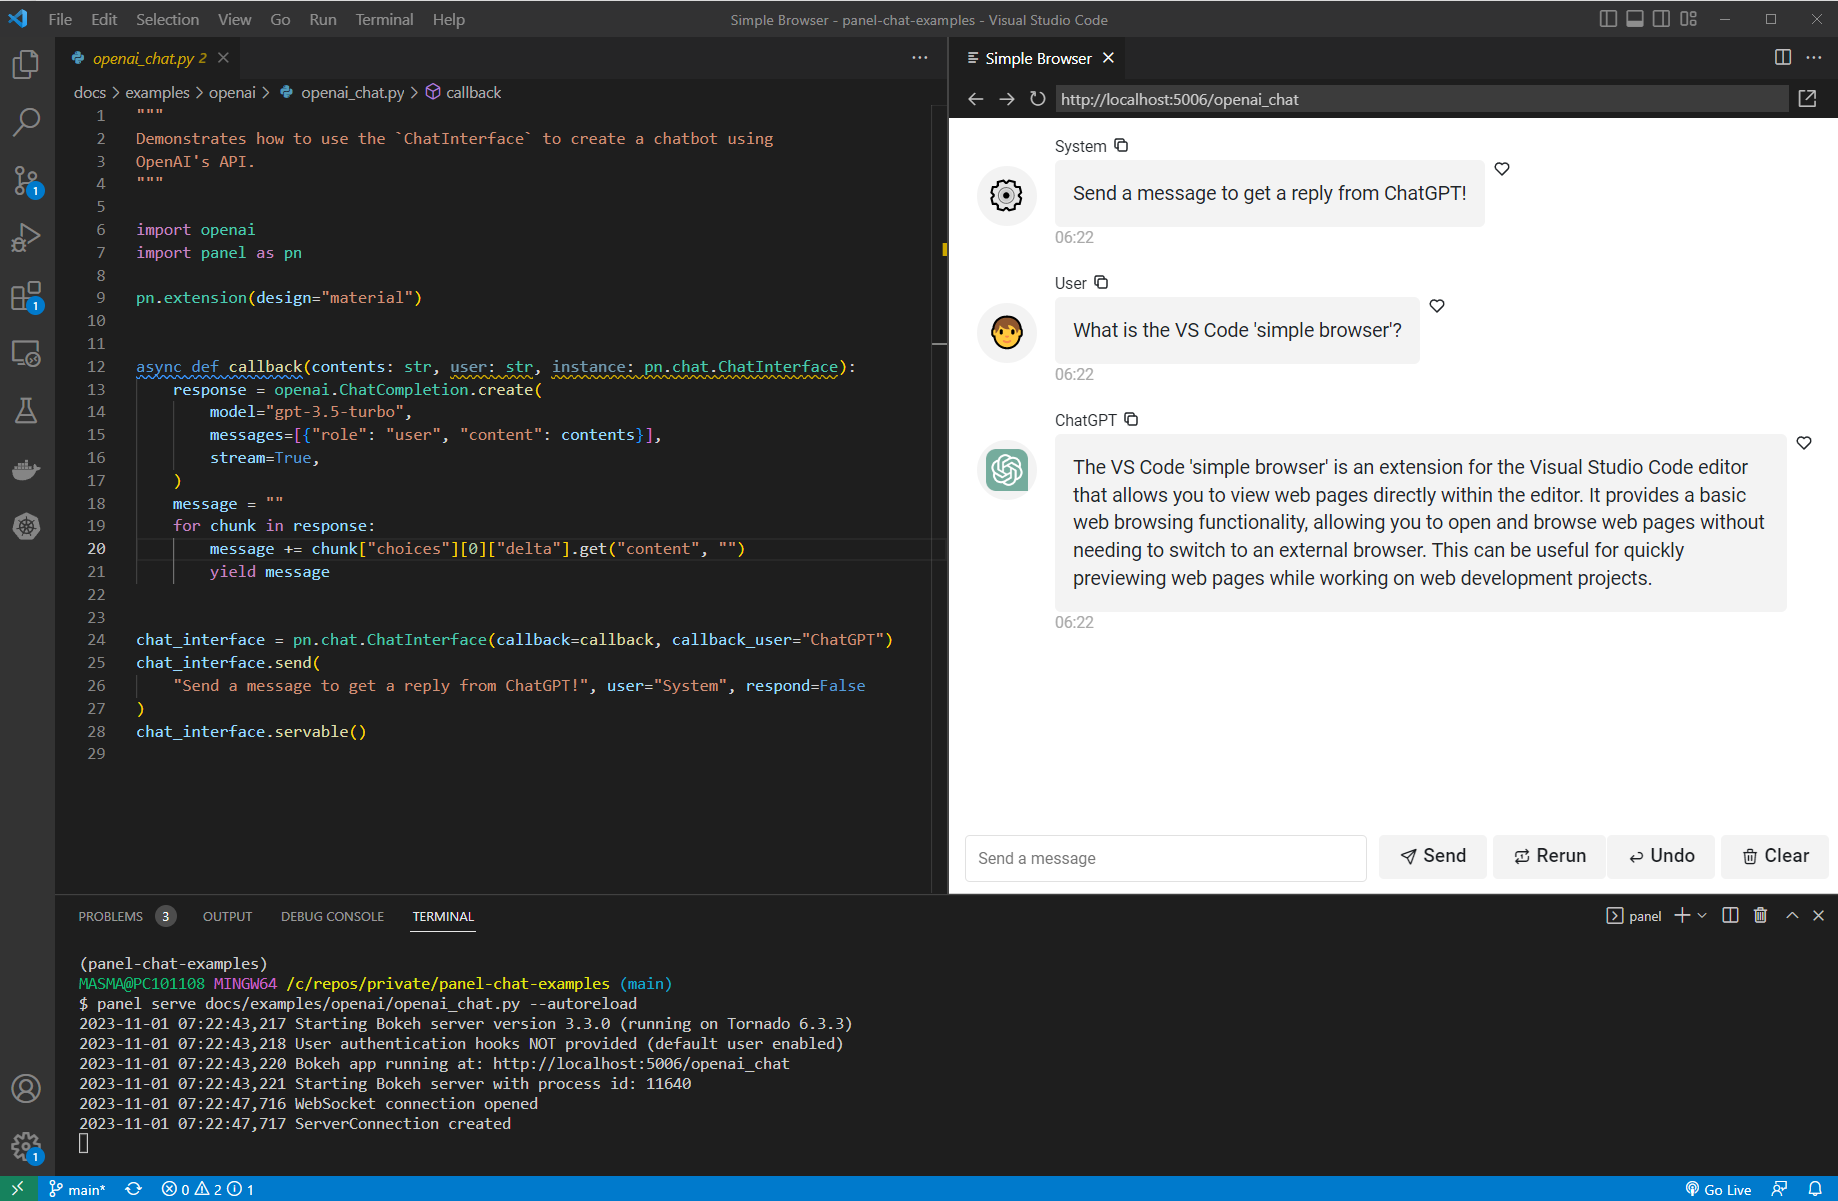 File Edit Selection View Go Run Terminal Help
Simple Browser - panel-chat-examples - Visual Studio Code
openai_chat.py 2
docs > examples > openai > openai_chat.py > callback
1 """
2 Demonstrates how to use the `ChatInterface` to create a chatbot using
3 OpenAI's API.
4 """
5
6 import openai
7 import panel as pn
8
9 pn.extension(design="material")
10
11
12 async def callback(contents: str, user: str, instance: pn.chat.ChatInterface):
13 response = openai.ChatCompletion.create(
14 model="gpt-3.5-turbo",
15 messages=[{"role": "user", "content": contents}],
16 stream=True,
17 )
18 message = ""
19 for chunk in response:
20 message += chunk["choices"][0]["delta"].get("content", "")
21 yield message
22
23
24 chat_interface = pn.chat.ChatInterface(callback=callback, callback_user="ChatGPT")
25 chat_interface.send(
26 "Send a message to get a reply from ChatGPT!", user="System", respond=False
27 )
28 chat_interface.servable()
29
1
1
Simple Browser
http://localhost:5006/openai_chat
System
Send a message to get a reply from ChatGPT!
06:22
User
What is the VS Code 'simple browser'?
06:22
ChatGPT
The VS Code 'simple browser' is an extension for the Visual Studio Code editor
that allows you to view web pages directly within the editor. It provides a basic
web browsing functionality, allowing you to open and browse web pages without
needing to switch to an external browser. This can be useful for quickly
previewing web pages while working on web development projects.
06:22
Send a message
Send Rerun Undo Clear
PROBLEMS 3 OUTPUT DEBUG CONSOLE TERMINAL
panel
(panel-chat-examples)
MASMA@PC101108 MINGW64 /c/repos/private/panel-chat-examples (main)
$ panel serve docs/examples/openai/openai_chat.py --autoreload
2023-11-01 07:22:43,217 Starting Bokeh server version 3.3.0 (running on Tornado 6.3.3)
2023-11-01 07:22:43,218 User authentication hooks NOT provided (default user enabled)
2023-11-01 07:22:43,220 Bokeh app running at: http://localhost:5006/openai_chat
2023-11-01 07:22:43,221 Starting Bokeh server with process id: 11640
2023-11-01 07:22:47,716 WebSocket connection opened
2023-11-01 07:22:47,717 ServerConnection created
1
main* 0 2 1
Go Live